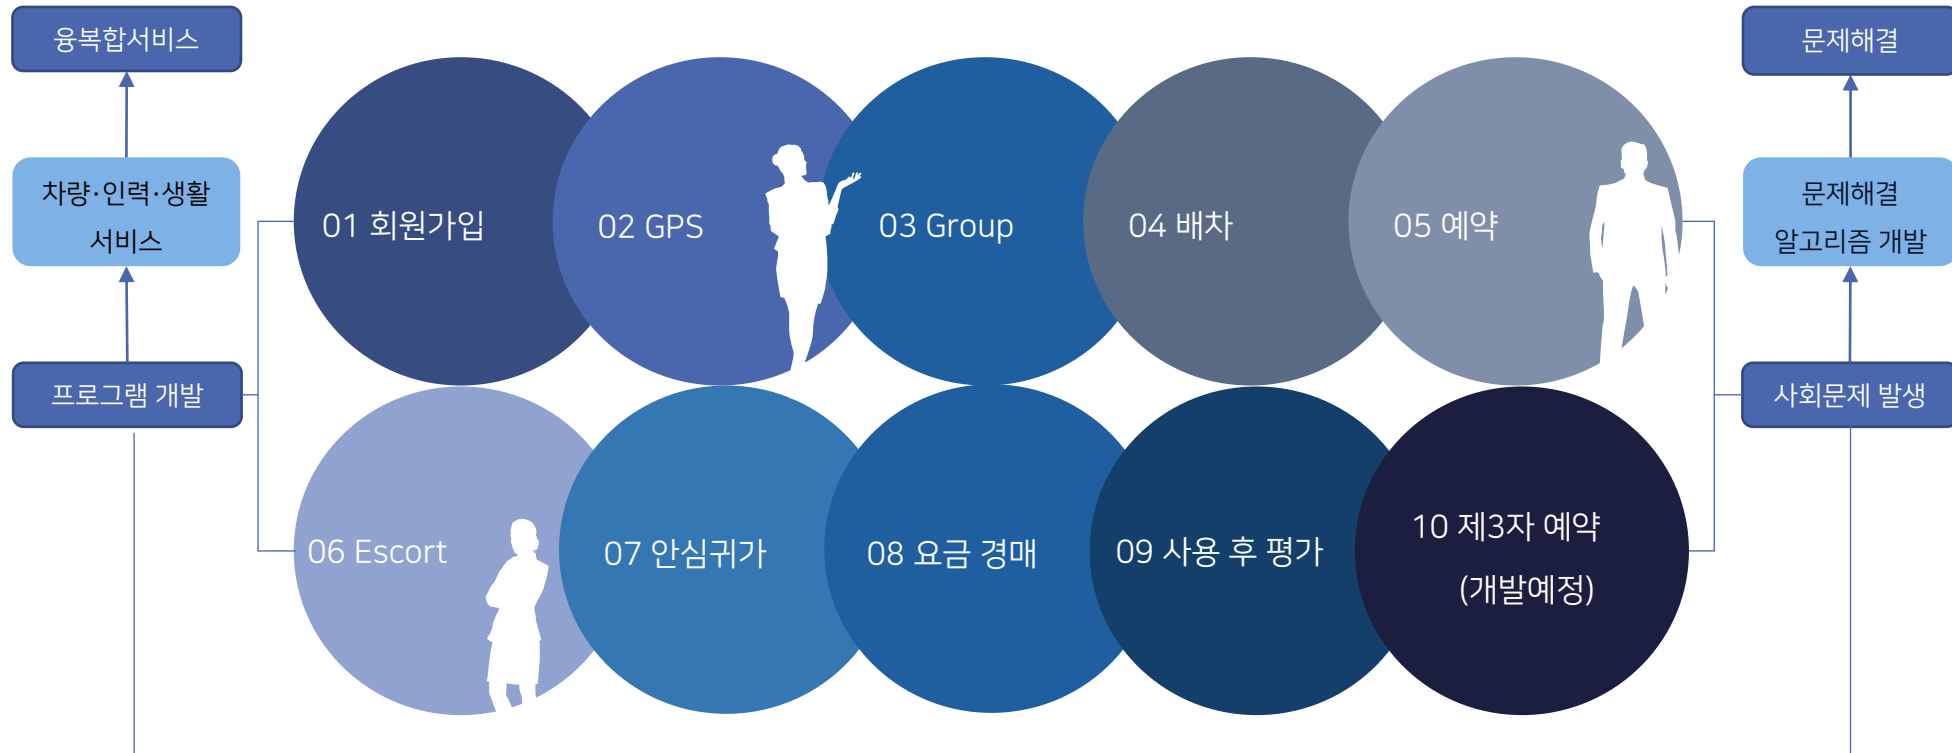 융복합서비스
차량·인력·생활
서비스
프로그램 개발
01 회원가입
02 GPS
03 Group
04 배차
05 예약
06 Escort
07 안심귀가
08 요금 경매
09 사용 후 평가
10 제3자 예약
(개발예정)
문제해결
문제해결
알고리즘 개발
사회문제 발생